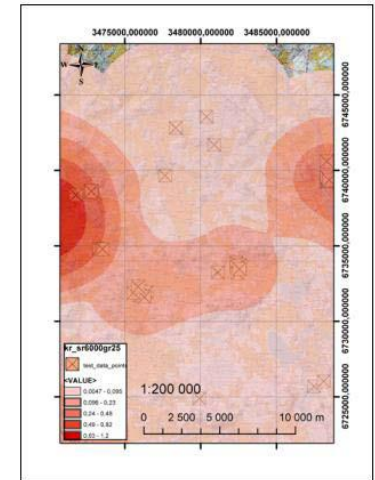 3475000,000000 3480000,000000 3485000,000000
N
W
S
6745000,000000
6740000,000000
6735000,000000
6730000,000000
6725000,000000
kr_sr6000gr25
test_data_points
<VALUE>
0,0047 - 0,095
0,096 - 0,23
0,24 - 0,48
0,49 - 0,82
0,83 - 1,2
1:200 000
0 2 500 5 000 10 000 m